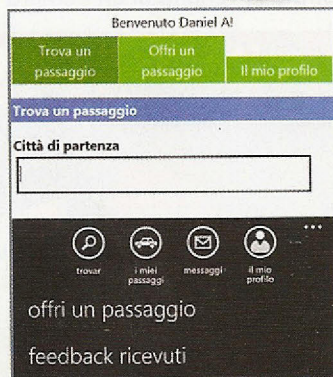 Benvenuto Daniel A!
Trova un
passaggio
Offri un
passaggio
Il mio profilo
Trova un passaggio
Città di partenza
trovar
i miei
passaggi
messaggi
il mio
profilo
offri un passaggio
feedback ricevuti